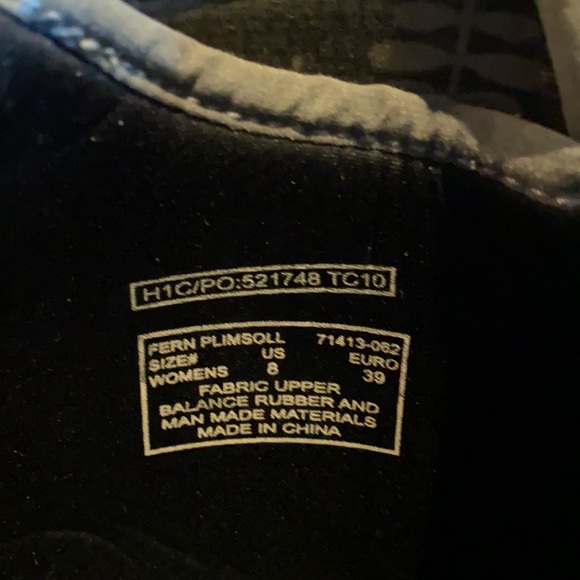 H1C/PO:521748 TC10
FERN PLIMSOLL 71413-062
SIZE# US EURO
WOMENS 8 39
FABRIC UPPER
BALANCE RUBBER AND
MAN MADE MATERIALS
MADE IN CHINA